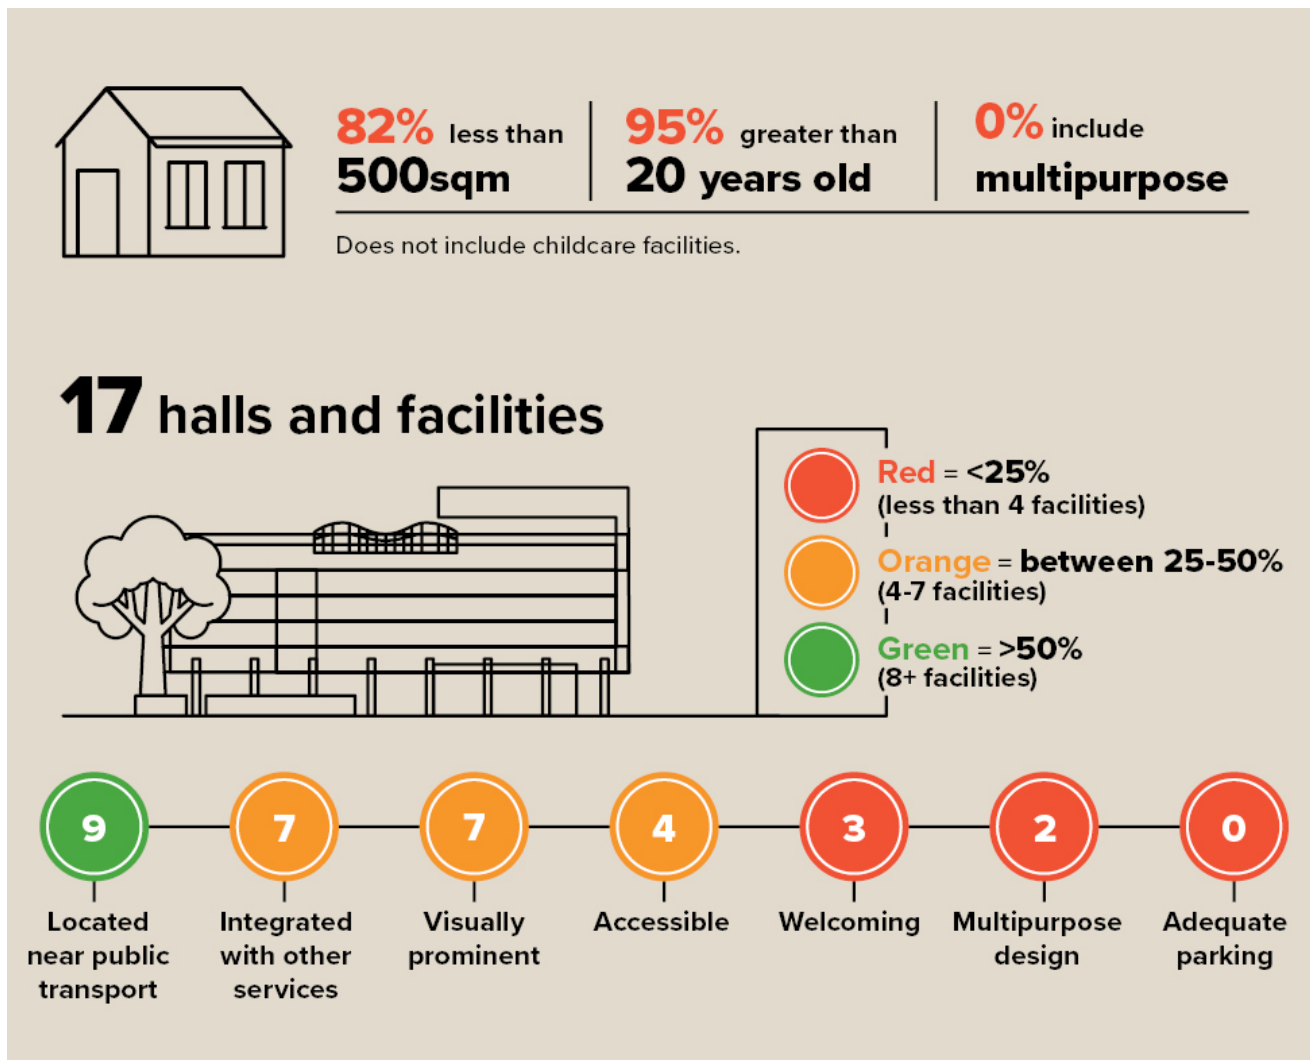 82% less than
500sqm
95% greater than
20 years old
0% include
multipurpose
Does not include childcare facilities.
17 halls and facilities
Red = <25%
(less than 4 facilities)
Orange = between 25-50%
(4-7 facilities)
Green = >50%
(8+ facilities)
9
Located
near public
transport
7
Integrated
with other
services
7
Visually
prominent
4
Accessible
3
Welcoming
2
Multipurpose
design
0
Adequate
parking